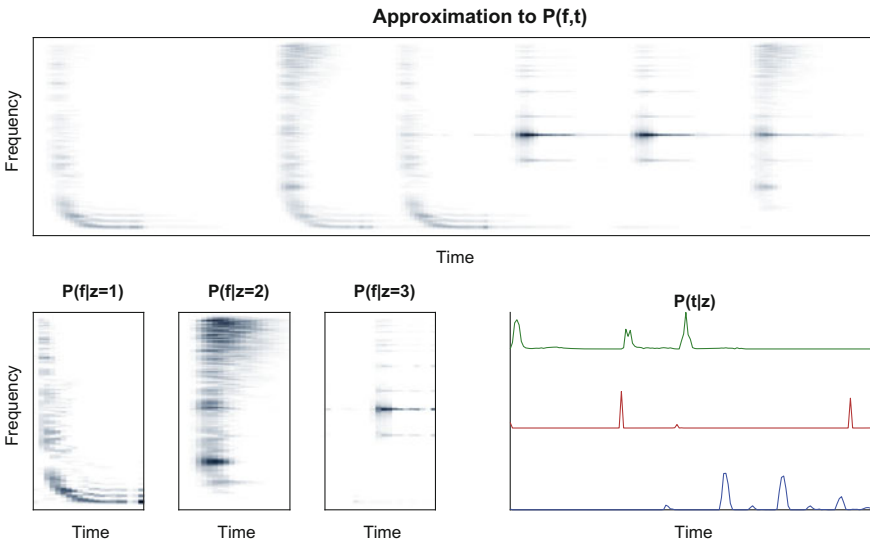 Approximation to P(f,t)
Frequency
Time
P(f|z=1)
P(f|z=2)
P(f|z=3)
P(t|z)
Frequency
Time
Time
Time
Time